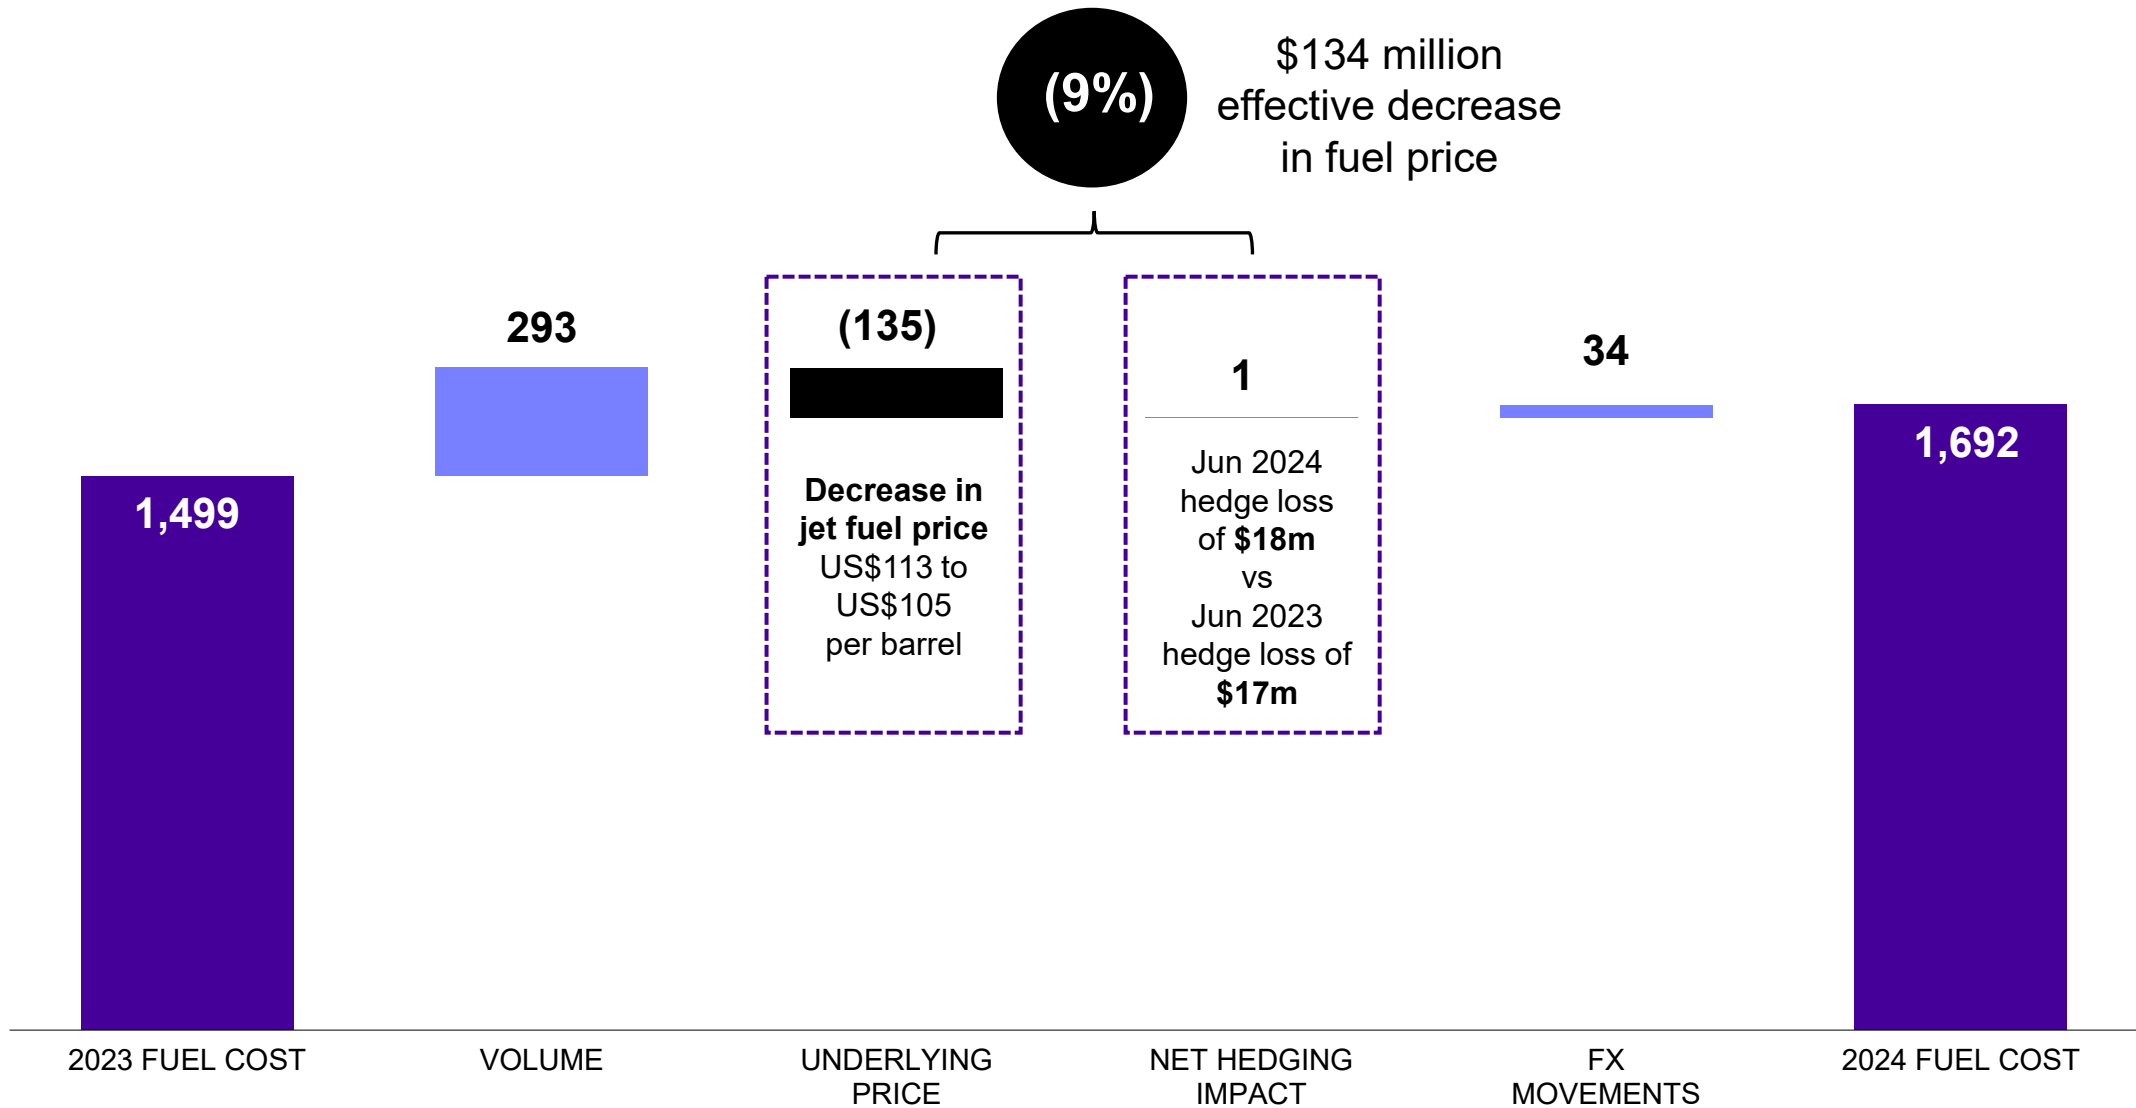 (9%)
$134 million
effective decrease
in fuel price
293
(135)
1
34
1,499
1,692
Decrease in
jet fuel price
US$113 to
US$105
per barrel
Jun 2024
hedge loss
of $18m
vs
Jun 2023
hedge loss of
$17m
2023 FUEL COST
VOLUME
UNDERLYING
PRICE
NET HEDGING
IMPACT
FX
MOVEMENTS
2024 FUEL COST